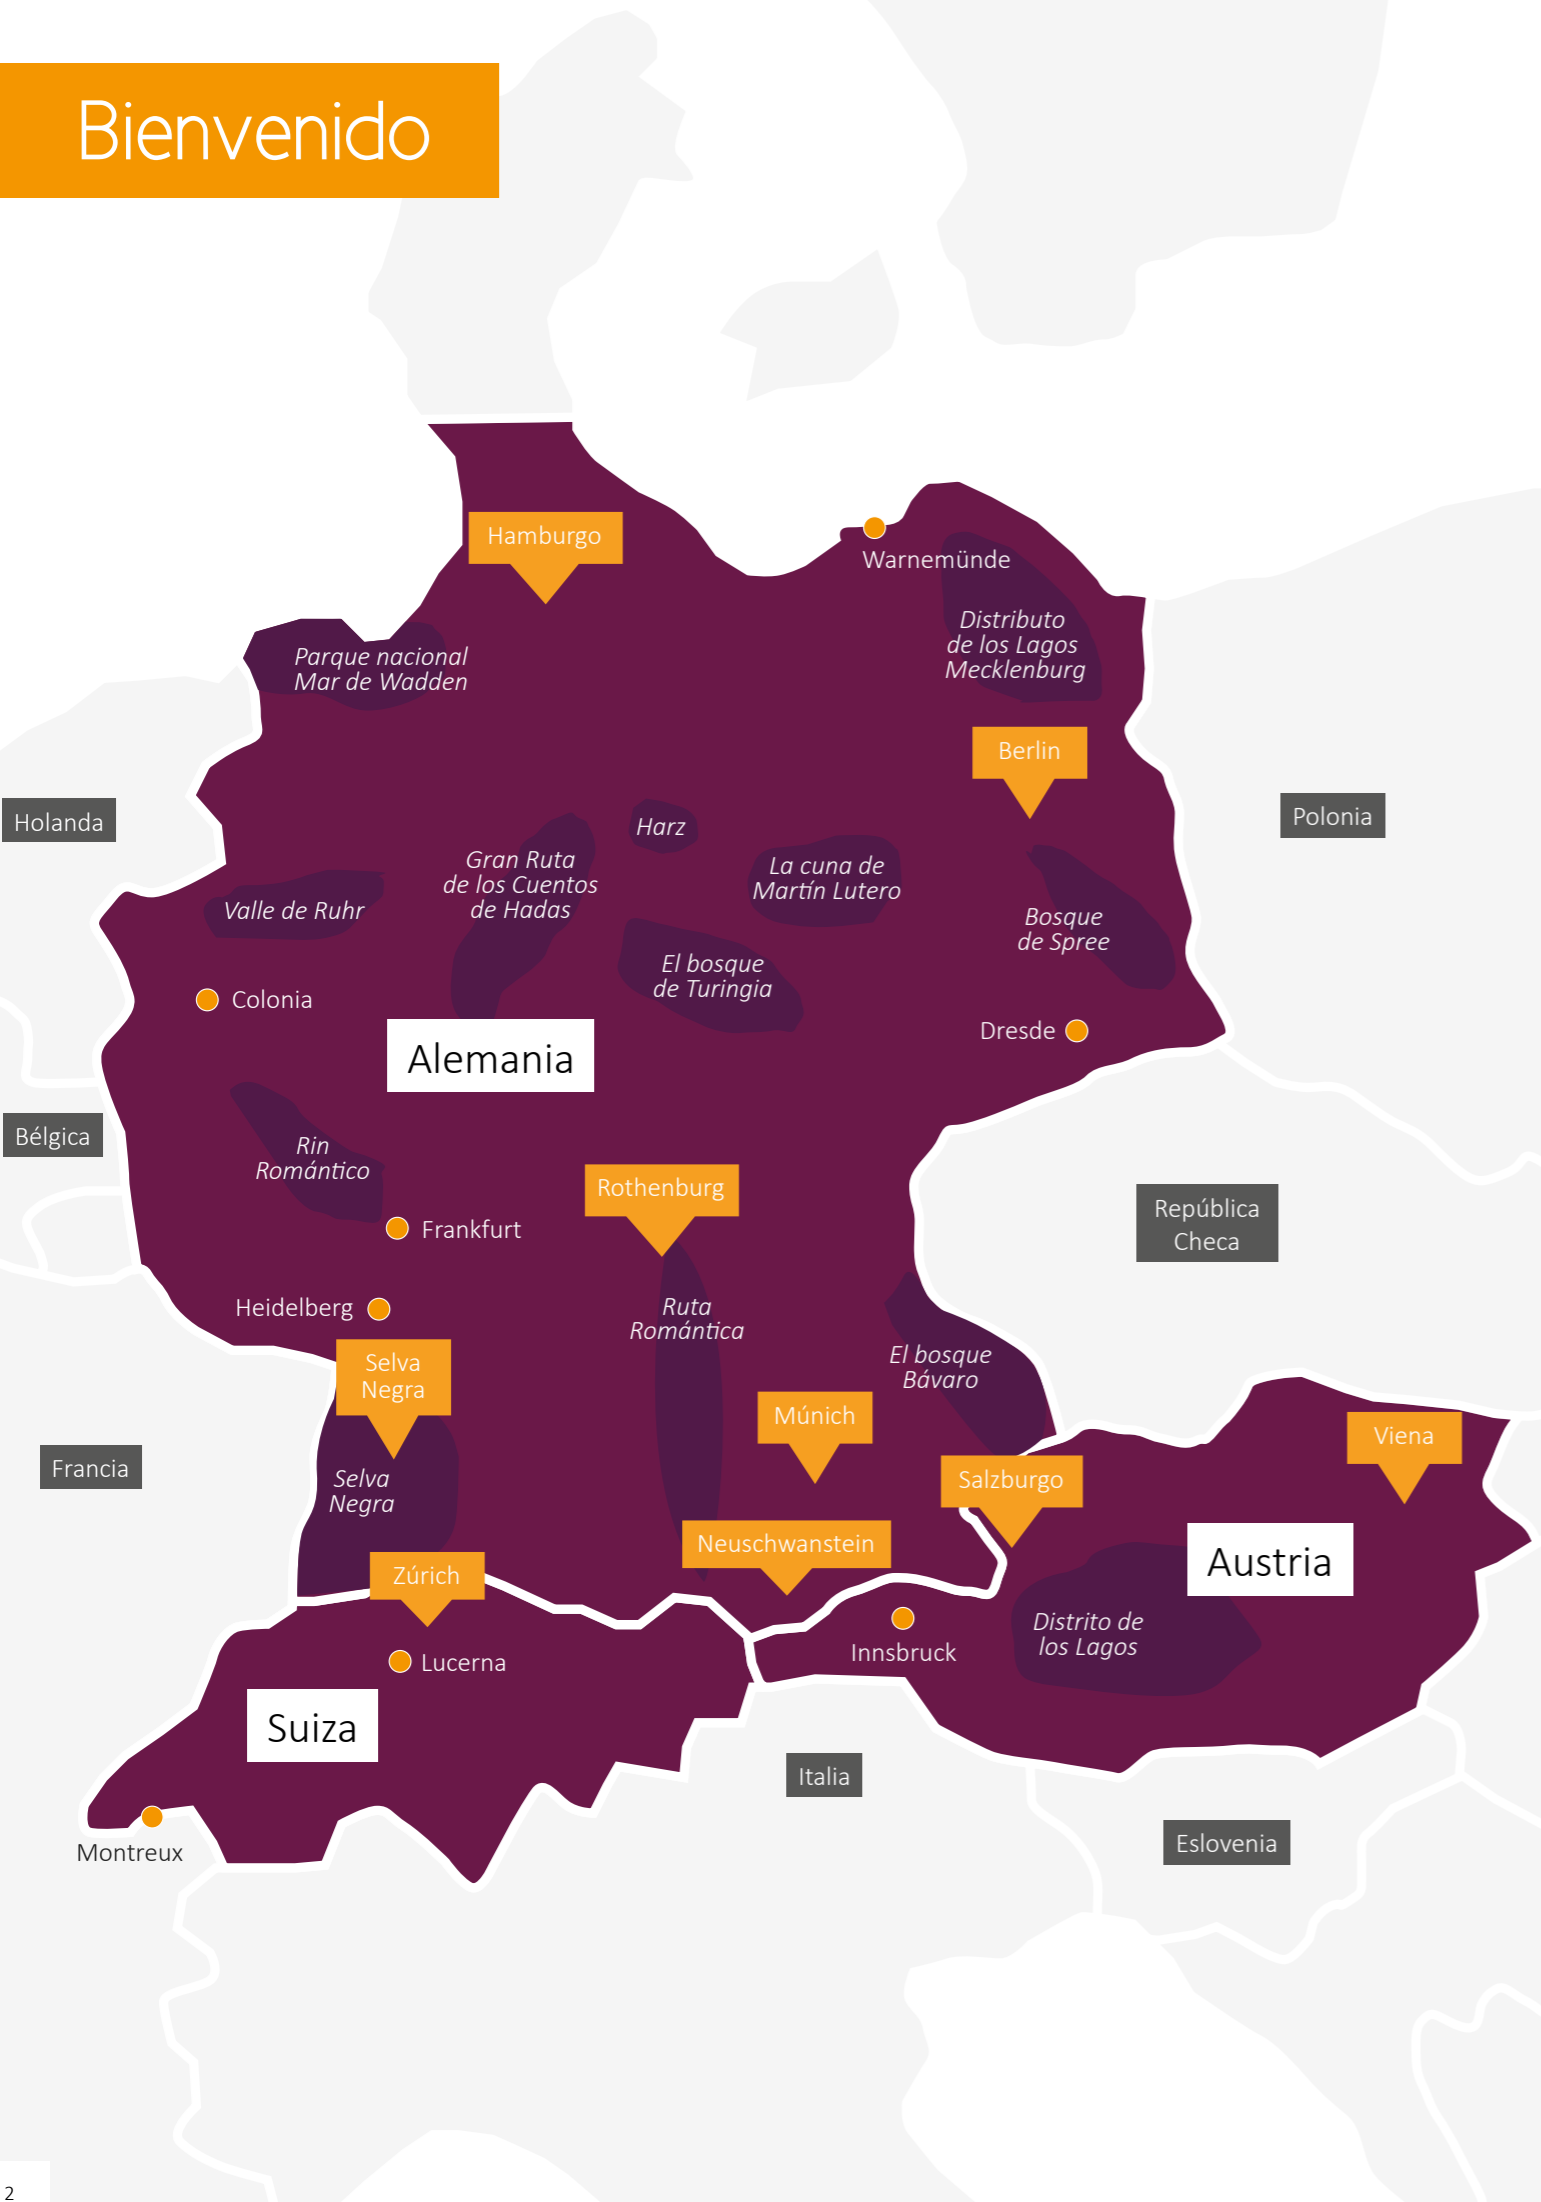 Bienvenido
Hamburgo
Warnemünde
Distributo
de los Lagos
Mecklenburg
Parque nacional
Mar de Wadden
Berlin
Holanda
Polonia
Harz
Gran Ruta
de los Cuentos
de Hadas
La cuna de
Martín Lutero
Valle de Ruhr
Bosque
de Spree
El bosque
de Turingia
Colonia
Dresde
Alemania
Bélgica
Rin
Romántico
Rothenburg
República
Checa
Frankfurt
Heidelberg
Ruta
Romántica
Selva
Negra
El bosque
Bávaro
Múnich
Viena
Francia
Selva
Negra
Salzburgo
Neuschwanstein
Austria
Zúrich
Distrito de
los Lagos
Innsbruck
Lucerna
Suiza
Italia
Montreux
Eslovenia
2